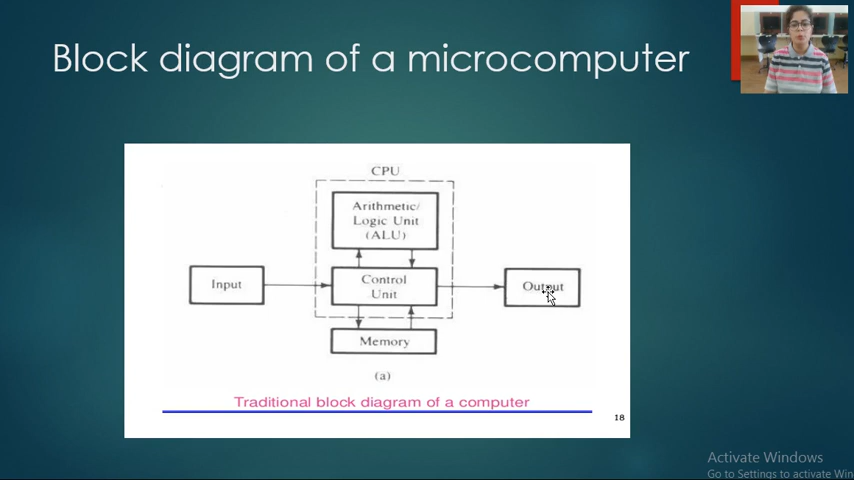 Block diagram of a microcomputer
CPU
Arithmetic/
Logic Unit
(ALU)
Input
Control
Unit
Output
Memory
(a)
Traditional block diagram of a computer
18
Activate Windows
Go to Settings to activate Win